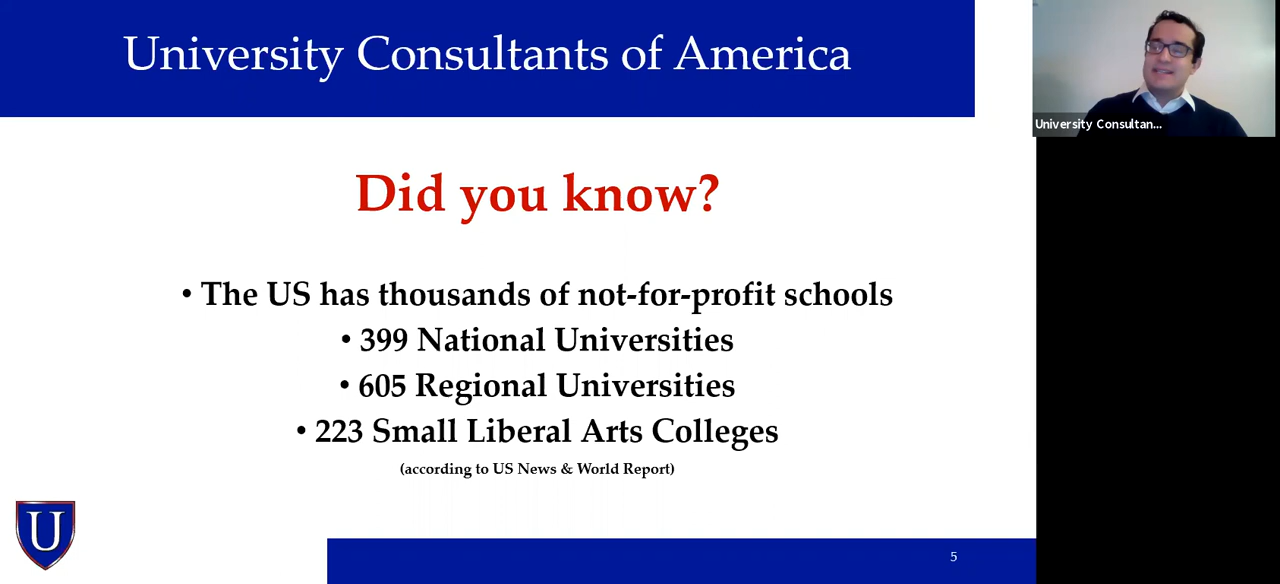 University Consultants of America
University Consultan...
Did you know?
• The US has thousands of not-for-profit schools
• 399 National Universities
• 605 Regional Universities
• 223 Small Liberal Arts Colleges
(according to US News & World Report)
U
5